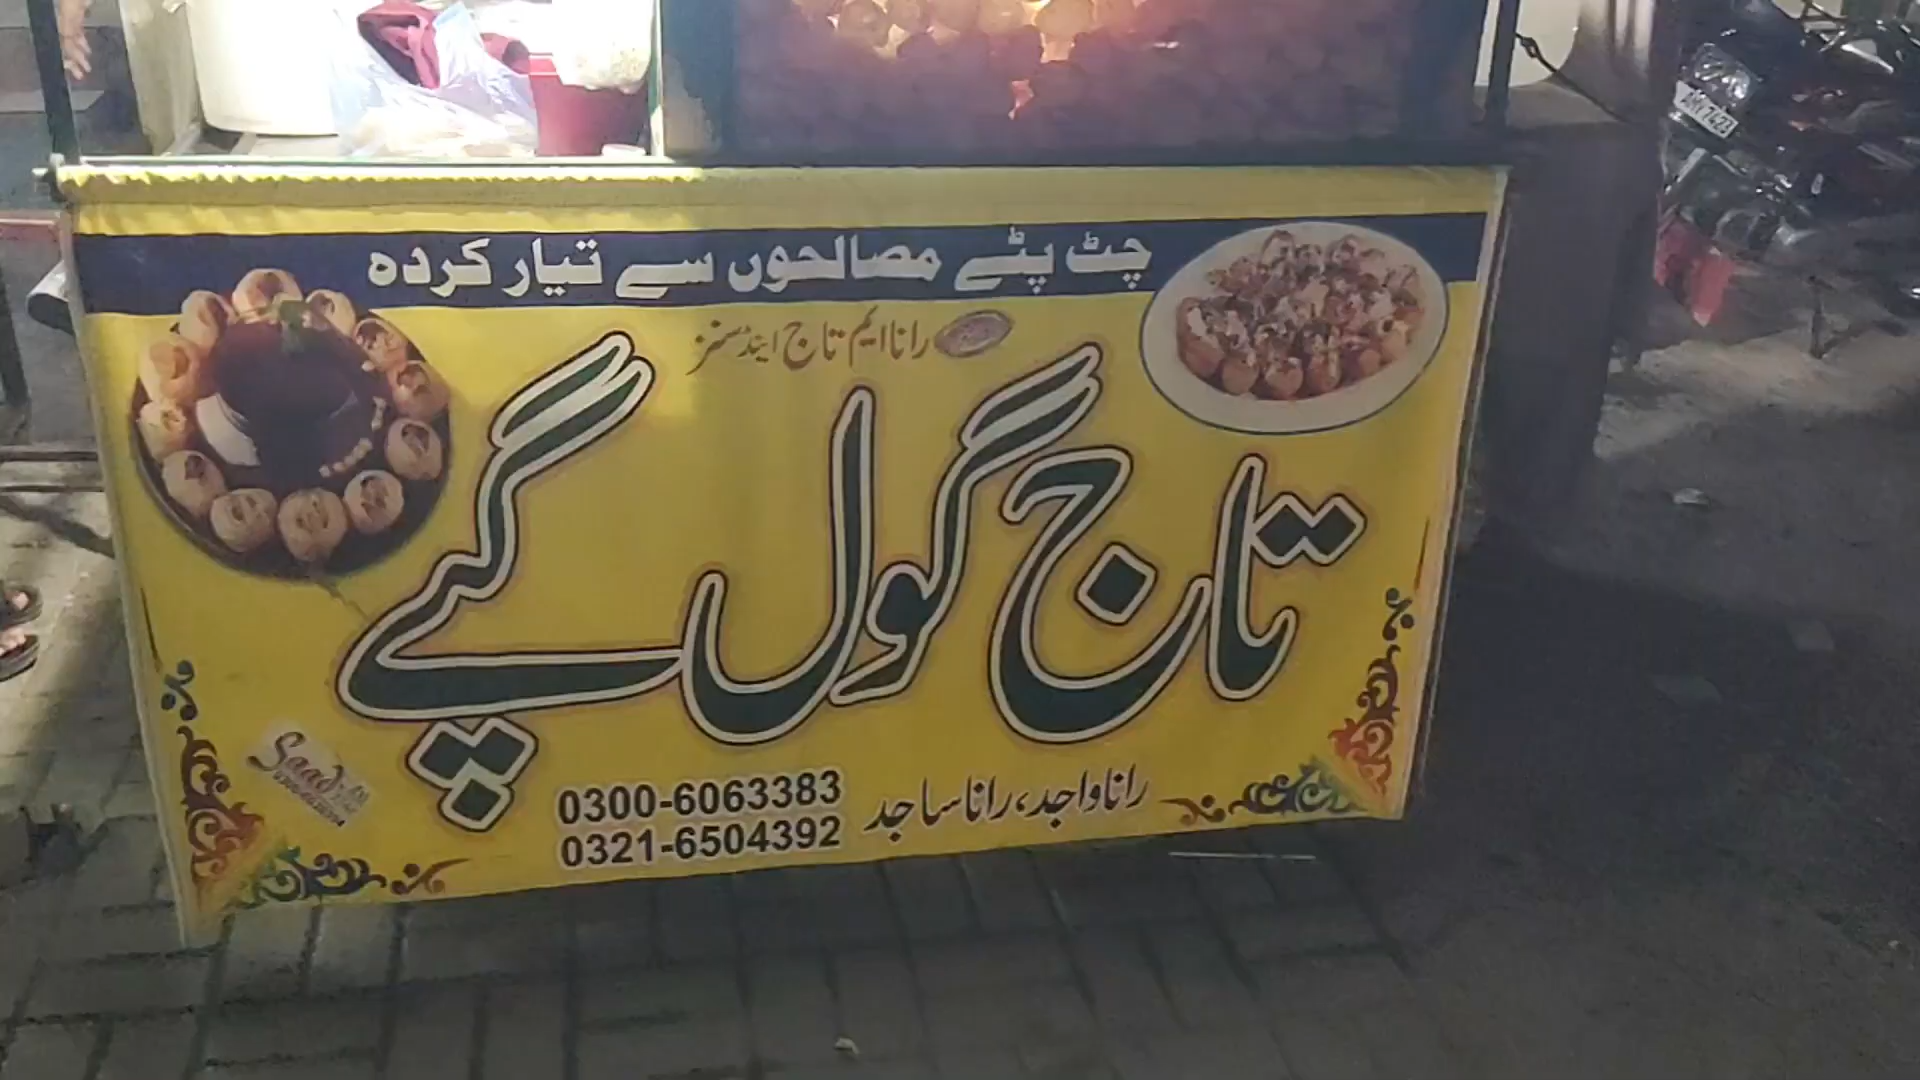 چٹ پٹے مصالحوں سے تیار کردہ
رانا ایم تاج اینڈ سنز
تاج گول گپے
رانا واجد، رانا ساجد
0300-6063383
0321-6504392
Saad